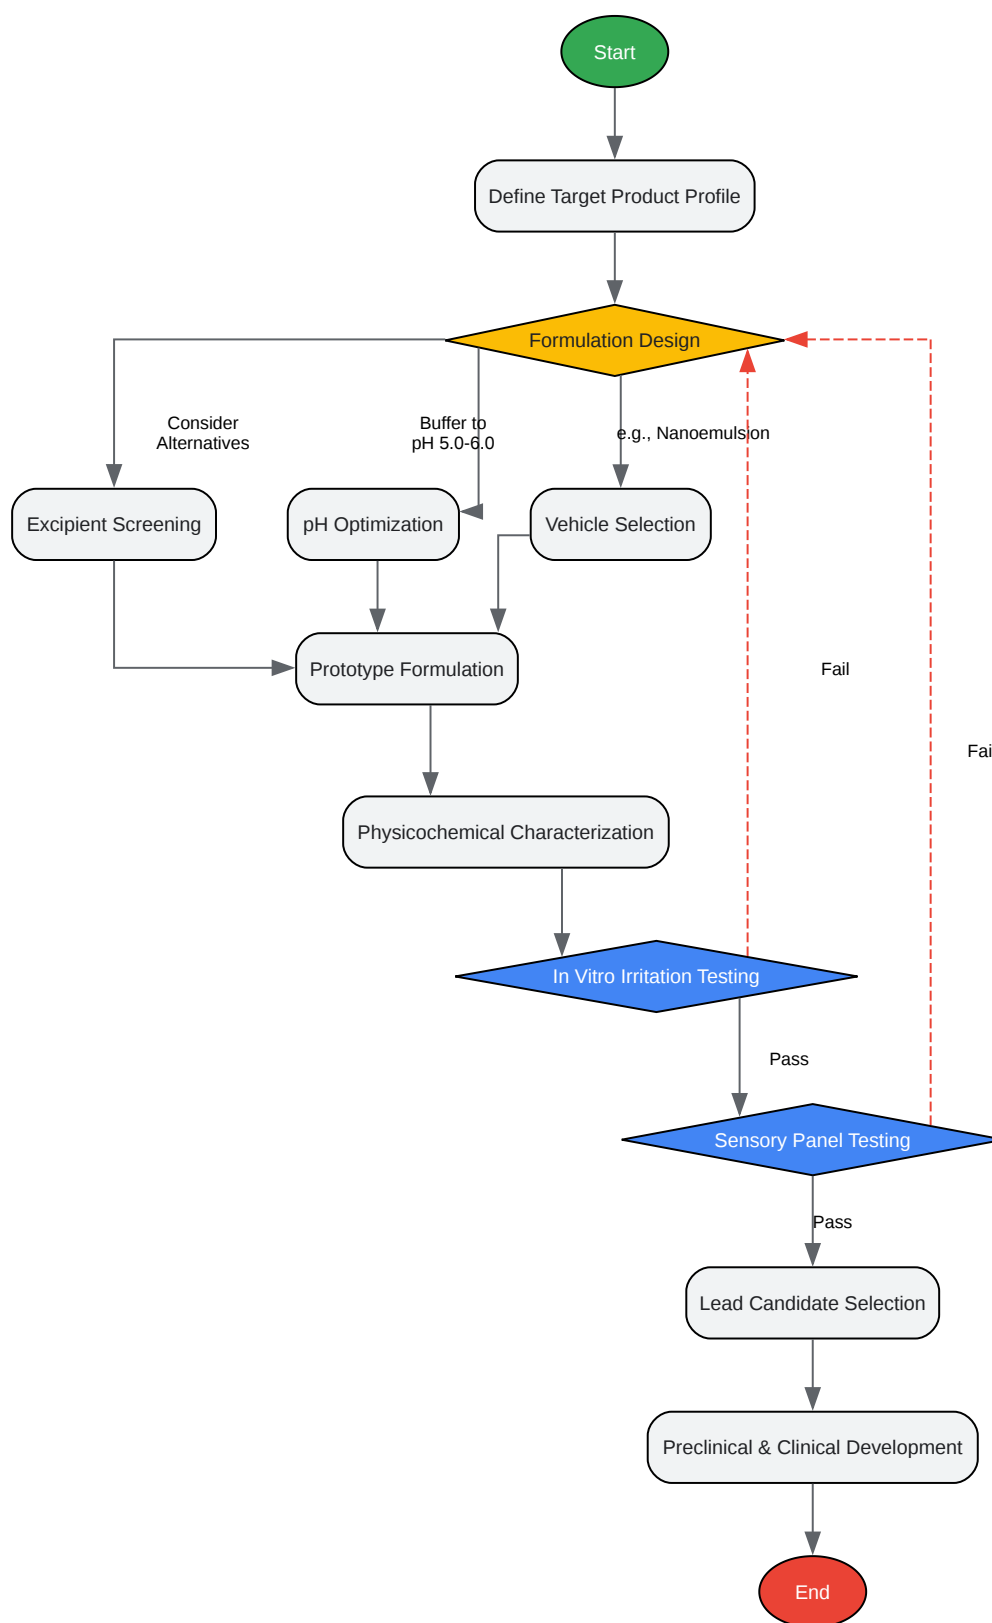 Start
Define Target Product Profile
Formulation Design
Consider
Alternatives
Buffer to
pH 5.0-6.0
e.g., Nanoemulsion
Excipient Screening
pH Optimization
Vehicle Selection
Prototype Formulation
Fail
Fai
Physicochemical Characterization
In Vitro Irritation Testing
Pass
Sensory Panel Testing
Pass
Lead Candidate Selection
Preclinical & Clinical Development
End